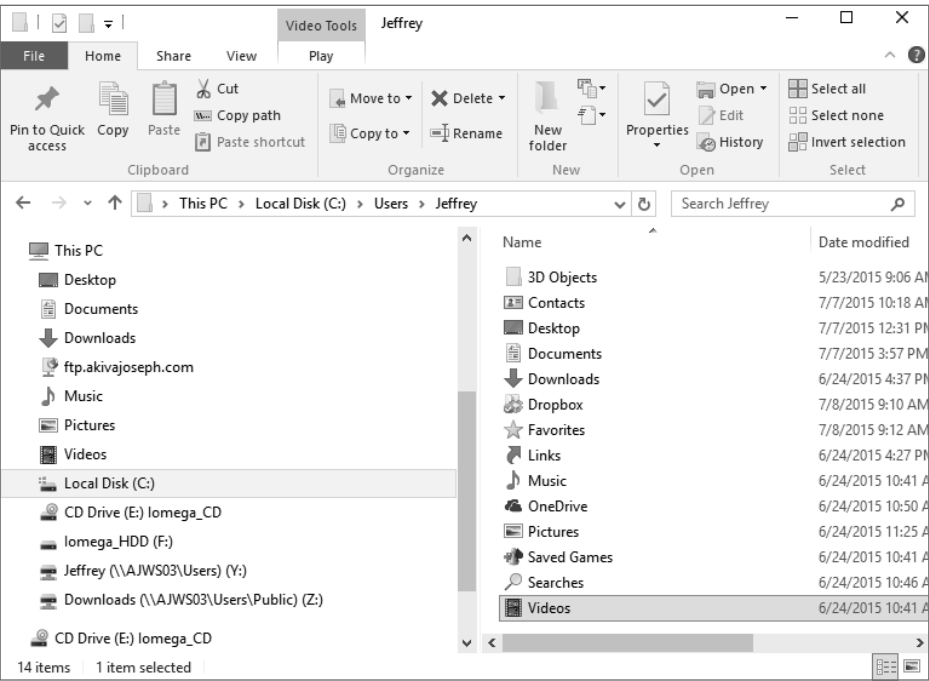 Video Tools Jeffrey
File Home Share View Play
Pin to Quick access Copy Paste
Cut
Copy path
Paste shortcut
Clipboard
Move to
Copy to
Delete
Rename
Organize
New folder
New
Properties
Open
Edit
History
Open
Select all
Select none
Invert selection
Select
This PC > Local Disk (C:) > Users > Jeffrey
Search Jeffrey
This PC
Desktop
Documents
Downloads
ftp.akivajoseph.com
Music
Pictures
Videos
Local Disk (C:)
CD Drive (E:) Iomega_CD
Iomega_HDD (F:)
Jeffrey (\\AJWS03\Users) (Y:)
Downloads (\\AJWS03\Users\Public) (Z:)
CD Drive (E:) Iomega_CD
Name Date modified
3D Objects 5/23/2015 9:06 AM
Contacts 7/7/2015 10:18 A
Desktop 7/7/2015 12:31 P
Documents 7/7/2015 3:57 PM
Downloads 6/24/2015 4:37 P
Dropbox 7/8/2015 9:10 AM
Favorites 7/8/2015 9:12 AM
Links 6/24/2015 4:27 P
Music 6/24/2015 10:41 A
OneDrive 6/24/2015 10:50 A
Pictures 6/24/2015 11:25 A
Saved Games 6/24/2015 10:41 A
Searches 6/24/2015 10:46 A
Videos 6/24/2015 10:41 A
14 items 1 item selected